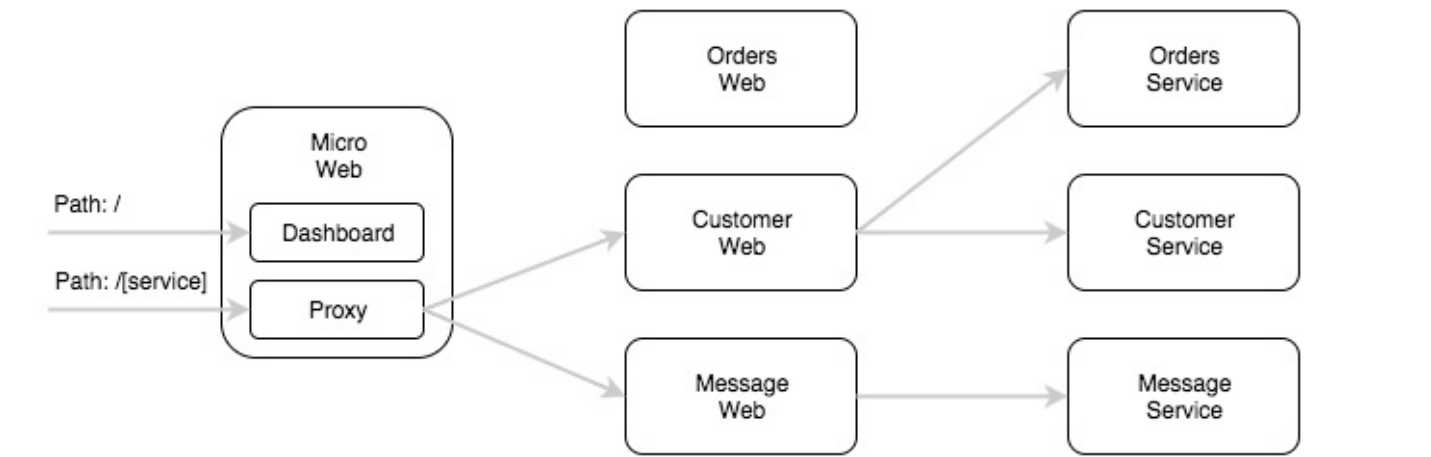 Path: /
Path: /[service]
Micro
Web
Dashboard
Proxy
Orders
Web
Customer
Web
Message
Web
Orders
Service
Customer
Service
Message
Service